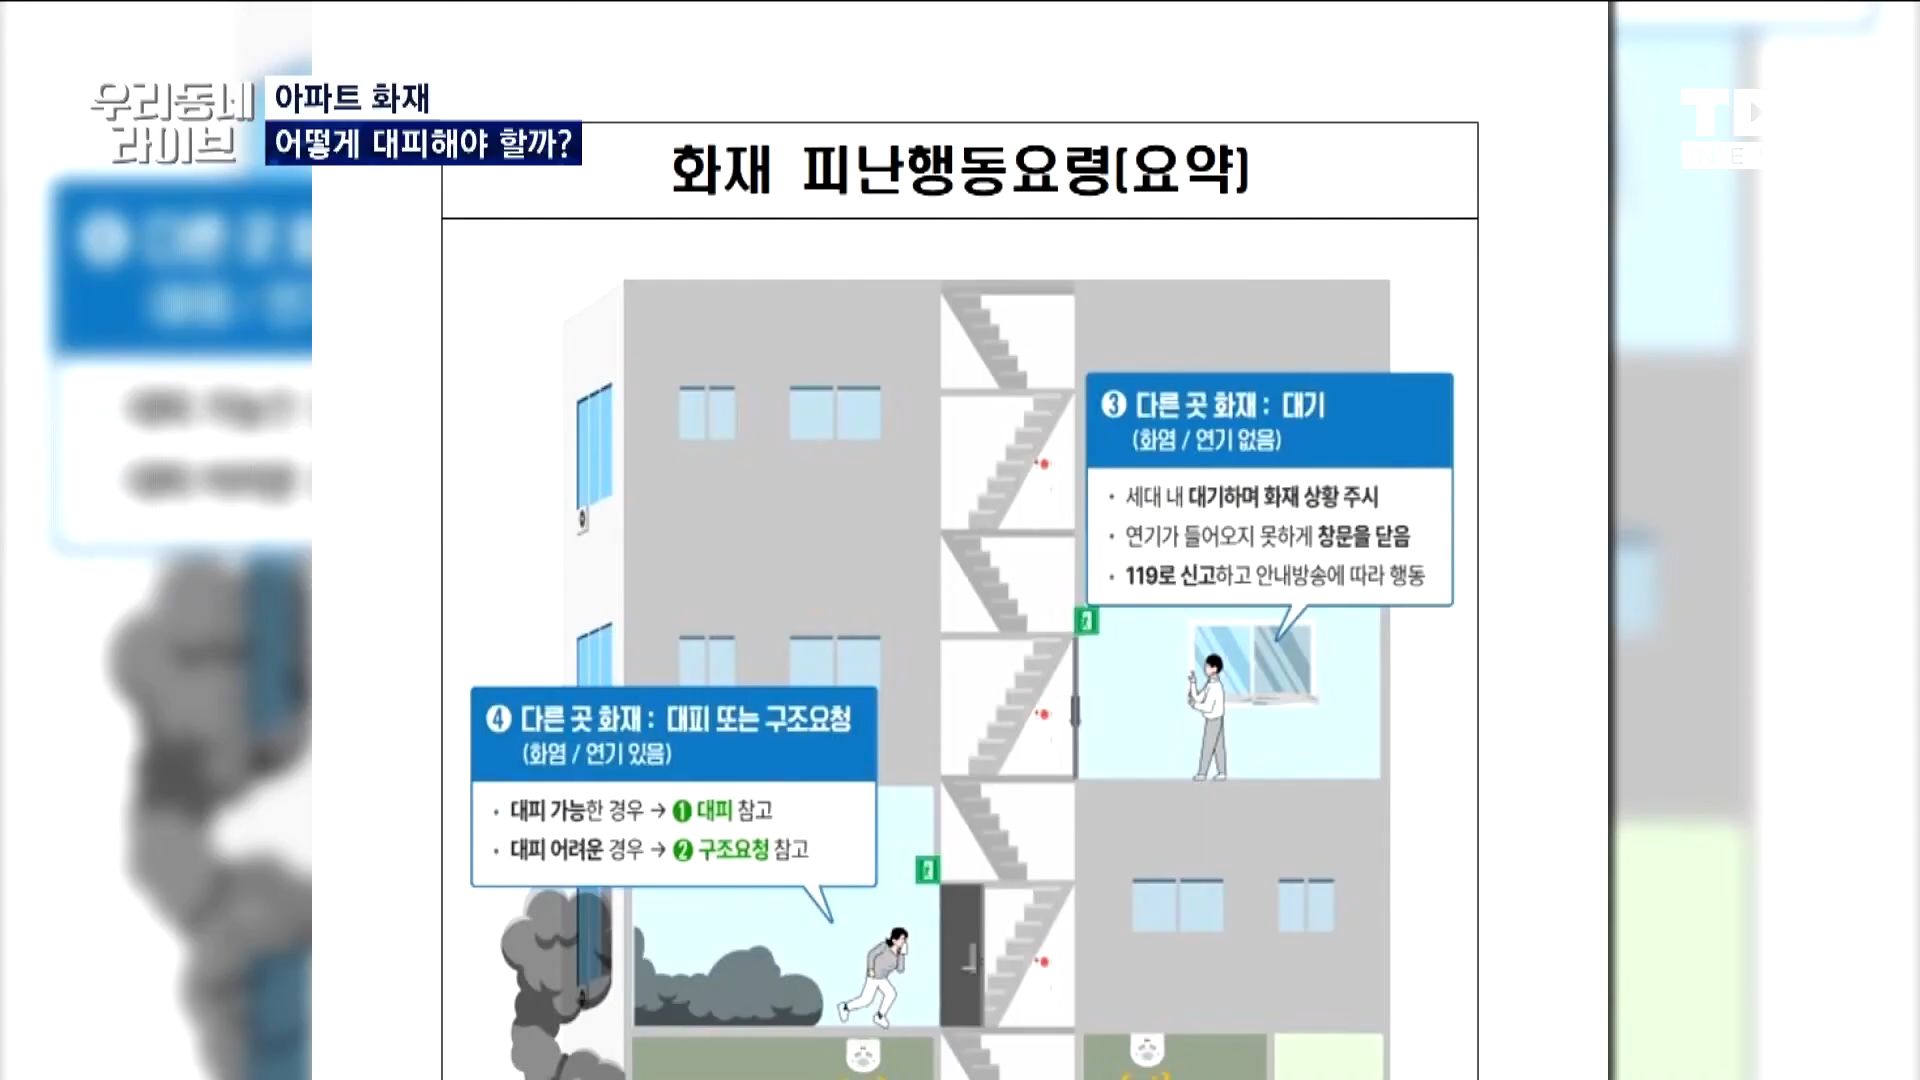 우리동네
라이브
아파트 화재
어떻게 대피해야 할까?
화재 피난행동요령(요약)
③ 다른 곳 화재 : 대기
(화염 / 연기 없음)
• 세대 내 대기하며 화재 상황 주시
• 연기가 들어오지 못하게 창문을 닫음
• 119로 신고하고 안내방송에 따라 행동
④ 다른 곳 화재 : 대피 또는 구조요청
(화염 / 연기 있음)
• 대피 가능한 경우 → ① 대피 참고
• 대피 어려운 경우 → ② 구조요청 참고